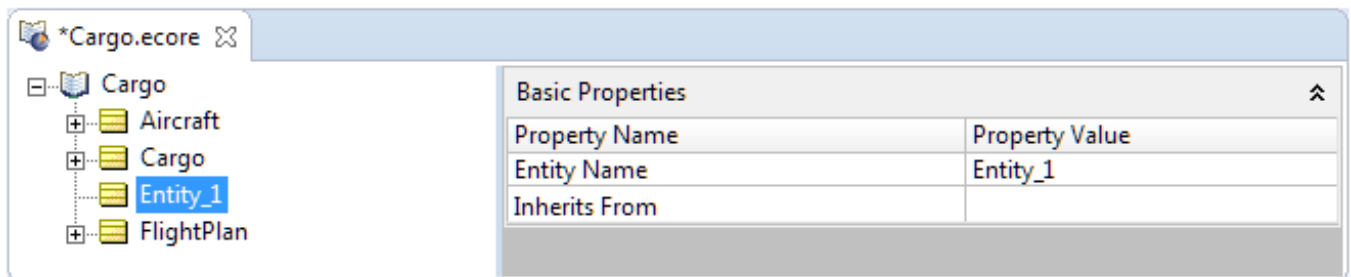 *Cargo.ecore
Cargo
Aircraft
Cargo
Entity_1
FlightPlan
Basic Properties
Property Name Property Value
Entity Name Entity_1
Inherits From